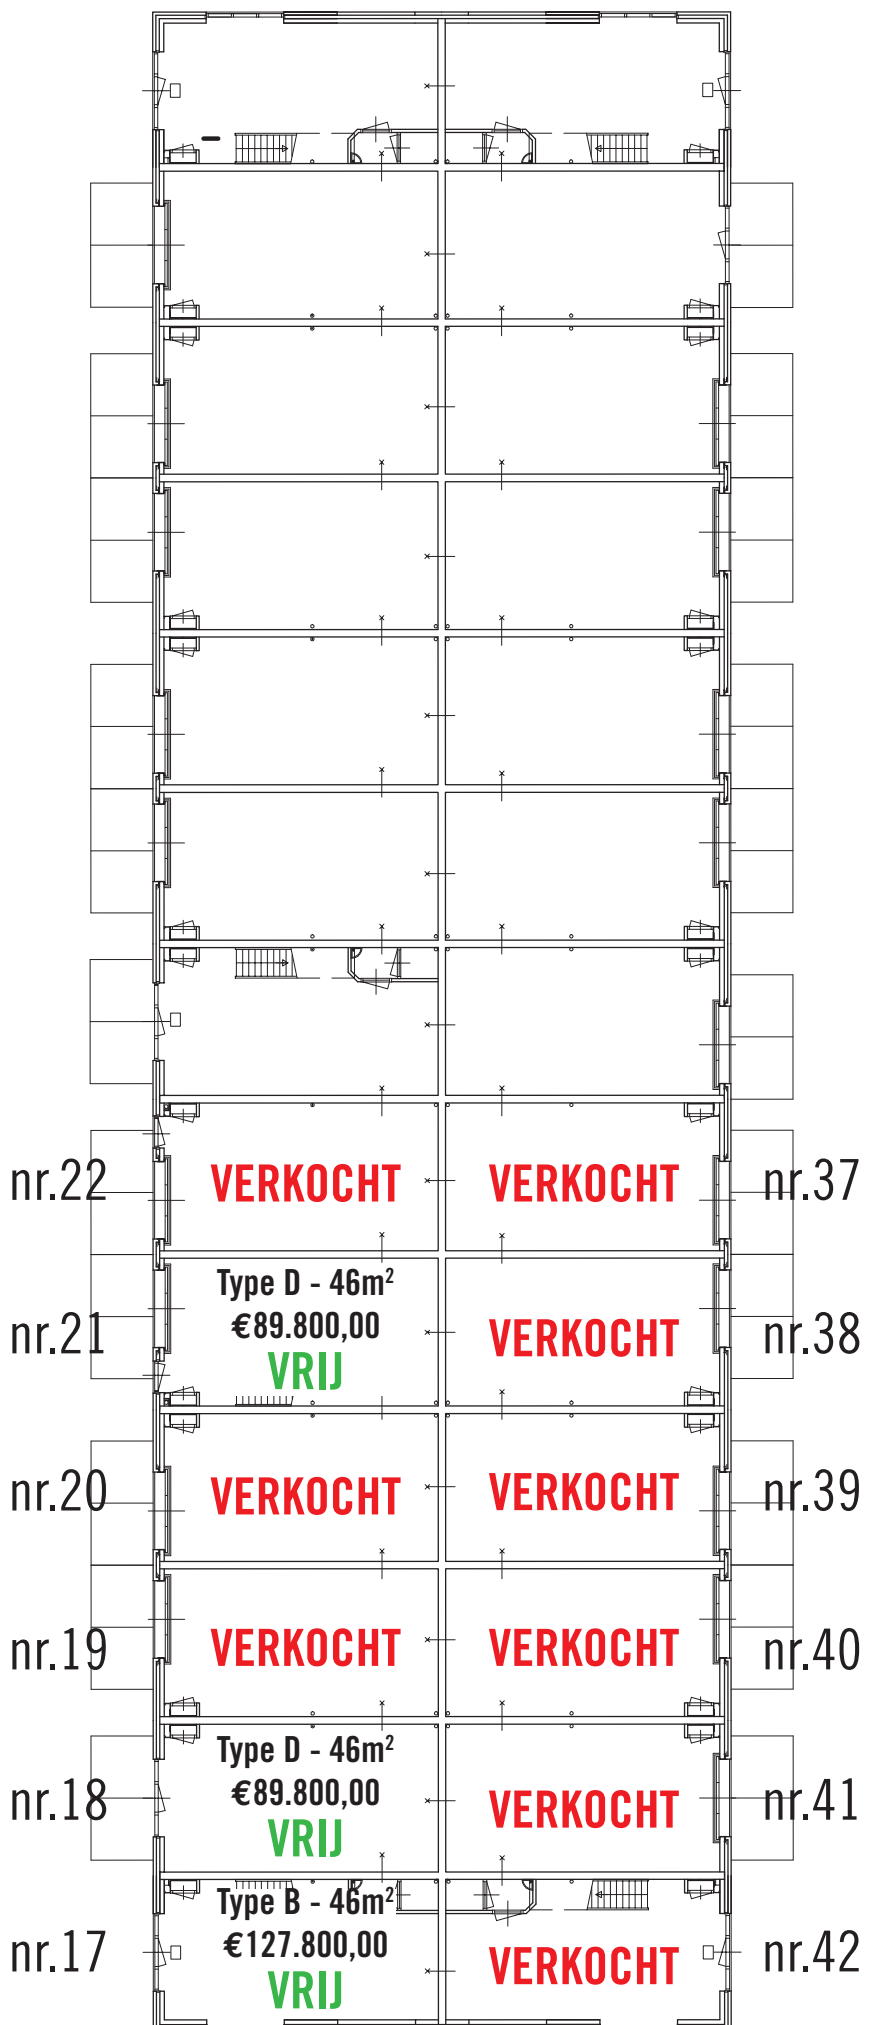 nr.22
VERKOCHT
VERKOCHT
nr.37
nr.21
Type D - 46m²
€89.800,00
VRIJ
VERKOCHT
nr.38
nr.20
VERKOCHT
VERKOCHT
nr.39
nr.19
VERKOCHT
VERKOCHT
nr.40
nr.18
Type D - 46m²
€89.800,00
VRIJ
VERKOCHT
nr.41
nr.17
Type B - 46m²
€127.800,00
VRIJ
VERKOCHT
nr.42